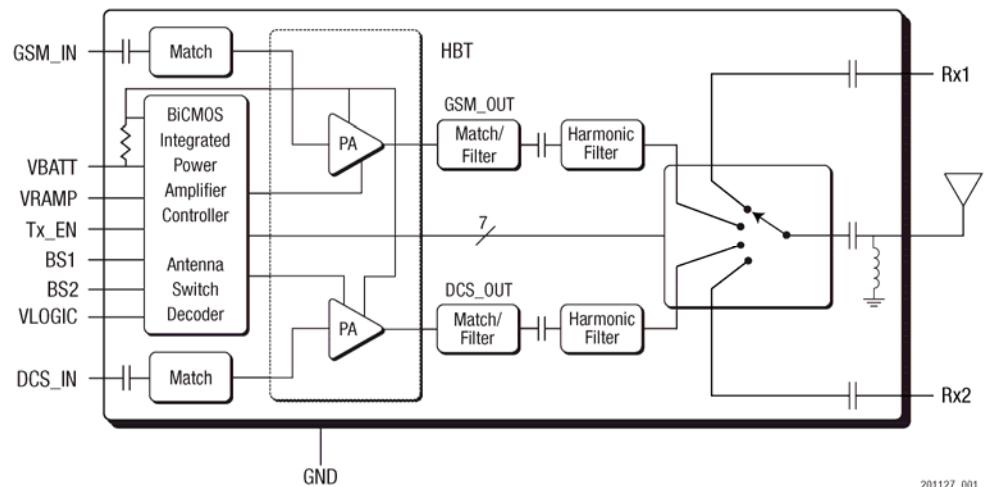 GSM_IN
Match
HBT
Rx1
GSM_OUT
BiCMOS
Integrated
Power
Amplifier
Controller
Antenna
Switch
Decoder
PA
Match/
Filter
Harmonic
Filter
VBATT
VRAMP
Tx_EN
BS1
BS2
VLOGIC
7
DCS_OUT
PA
Match/
Filter
Harmonic
Filter
DCS_IN
Match
Rx2
GND
201127_001